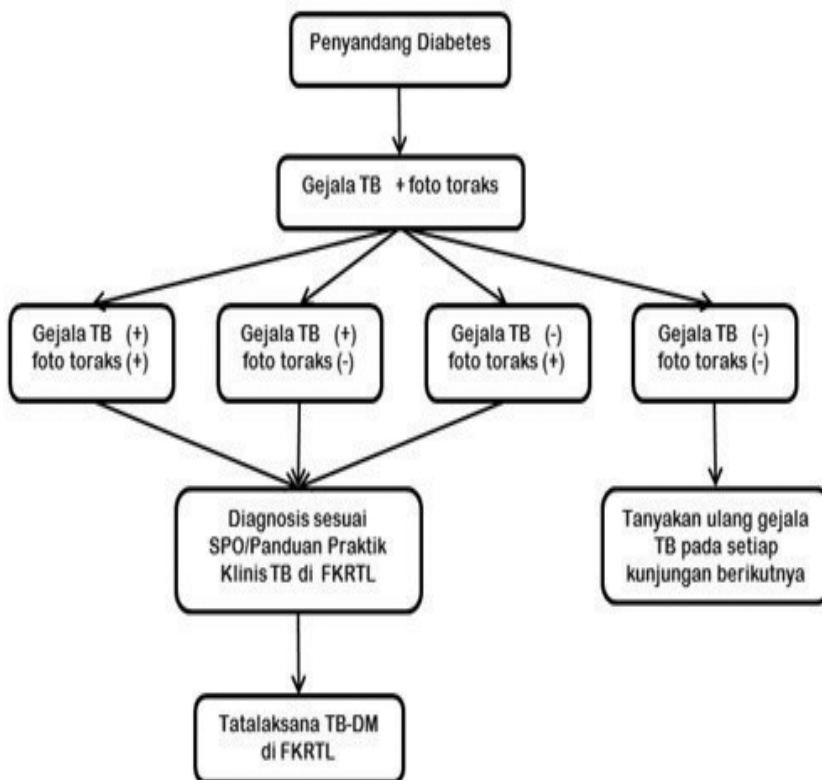 Penyandang Diabetes
Gejala TB + foto toraks
Gejala TB (+)
foto toraks (+)
Gejala TB (+)
foto toraks (-)
Gejala TB (-)
foto toraks (+)
Gejala TB (-)
foto toraks (-)
Diagnosis sesuai
SPO/Panduan Praktik
Klinis TB di FKRTL
Tanyakan ulang gejala
TB pada setiap
kunjungan berikutnya
Tatalaksana TB-DM
di FKRTL